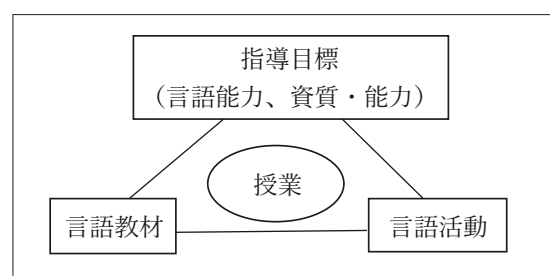 指導目標
（言語能力、資質・能力）
授業
言語教材
言語活動